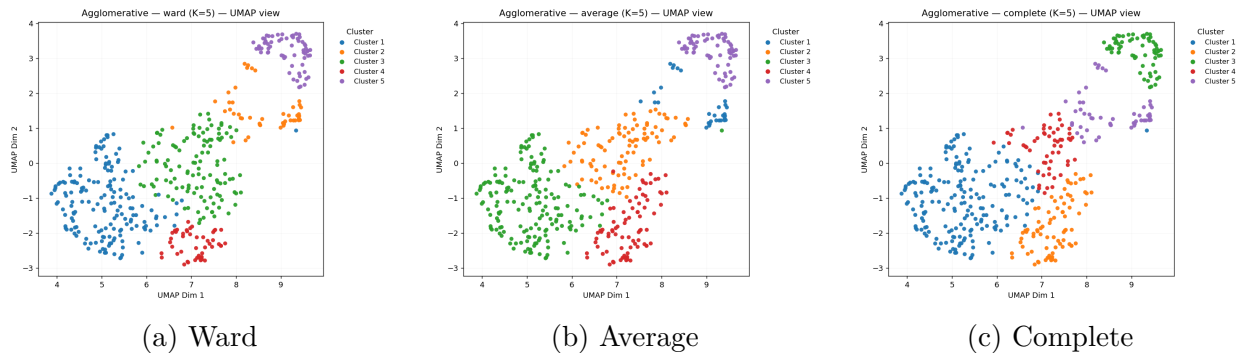 Agglomerative — ward (K=5) — UMAP view
4
3
2
1
0
−1
−2
−3
UMAP Dim 2
4 5 6 7 8 9
UMAP Dim 1
Cluster
Cluster 1
Cluster 2
Cluster 3
Cluster 4
Cluster 5
(a) Ward
Agglomerative — average (K=5) — UMAP view
4
3
2
1
0
−1
−2
−3
UMAP Dim 2
4 5 6 7 8 9
UMAP Dim 1
Cluster
Cluster 1
Cluster 2
Cluster 3
Cluster 4
Cluster 5
(b) Average
Agglomerative — complete (K=5) — UMAP view
4
3
2
1
0
−1
−2
−3
UMAP Dim 2
4 5 6 7 8 9
UMAP Dim 1
Cluster
Cluster 1
Cluster 2
Cluster 3
Cluster 4
Cluster 5
(c) Complete